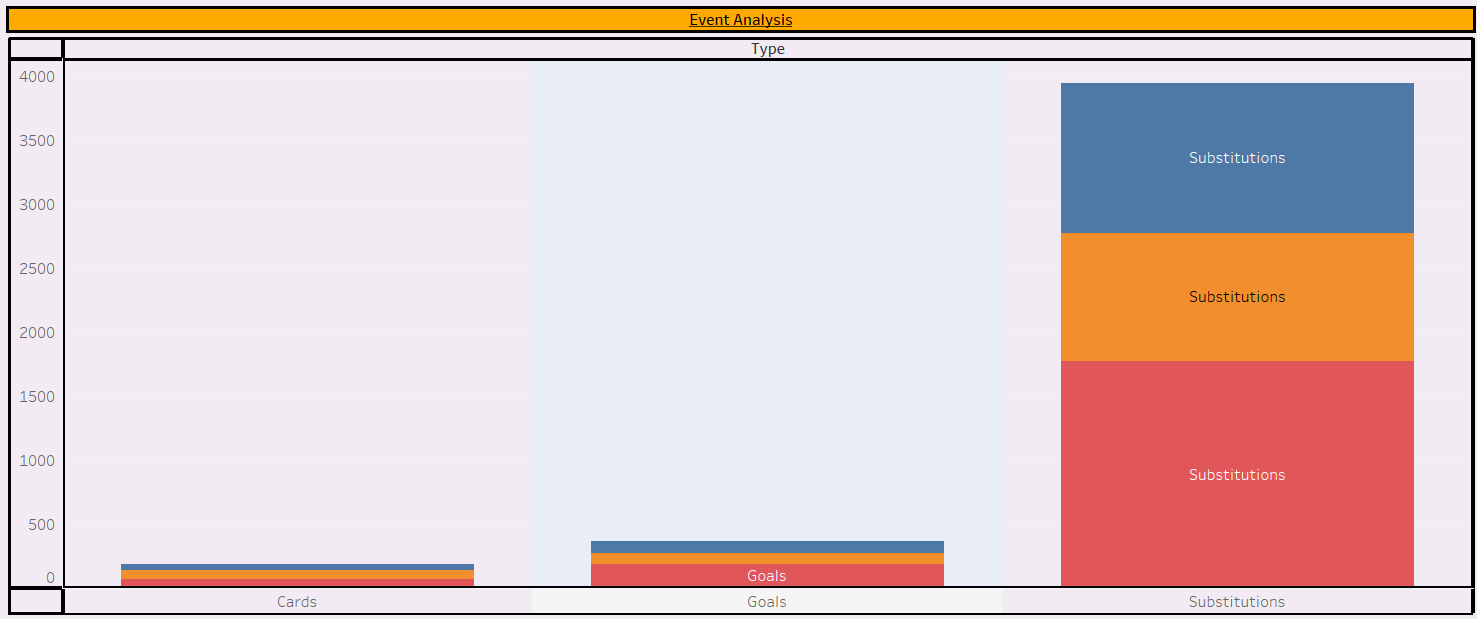 Event Analysis
Type
4000
3500
Substitutions
3000
2500
Substitutions
2000
1500
1000
Substitutions
500
Goals
0
Cards Goals Substitutions